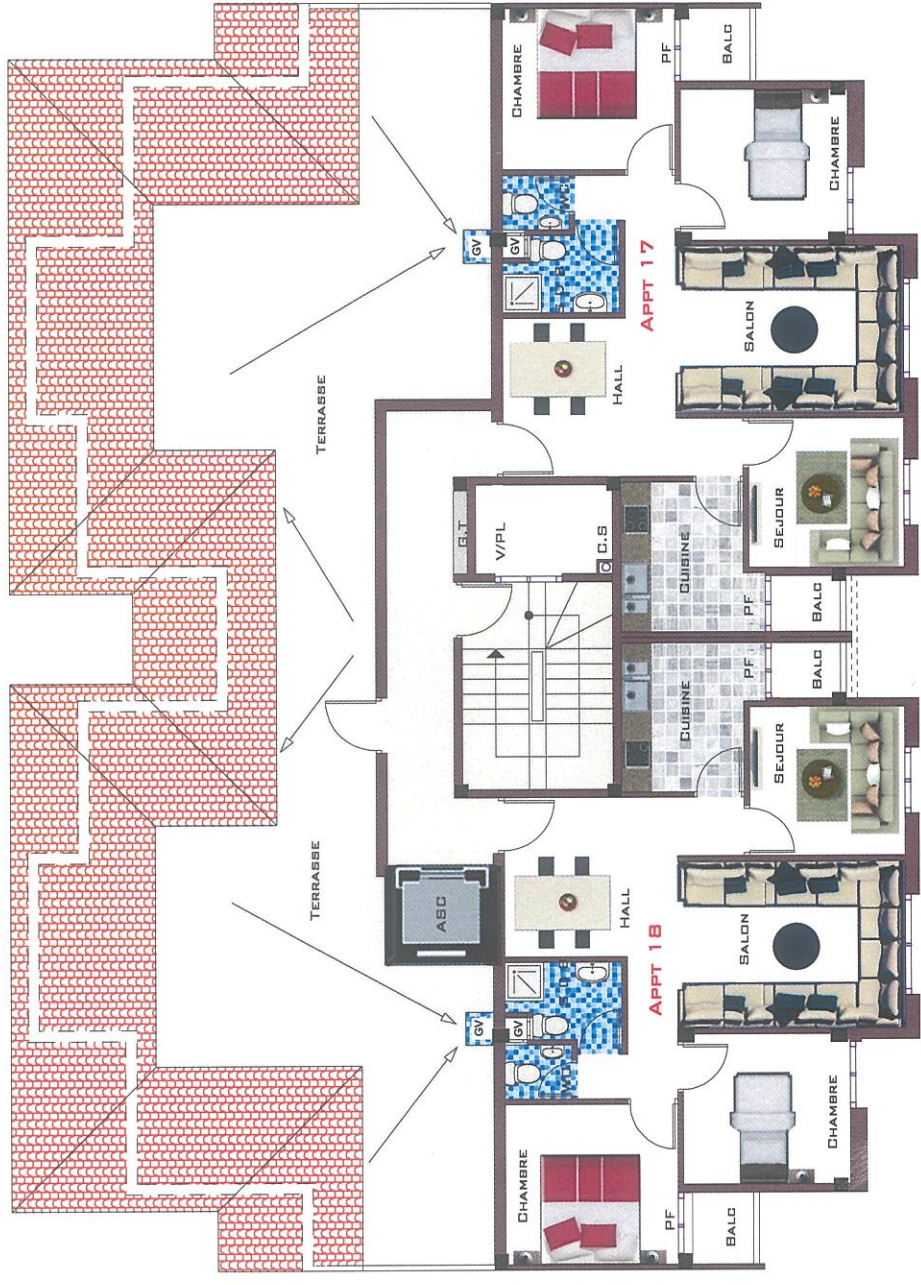 TERRASSE
TERRASSE
ASC
G.T
GV
GV
V/PL
CHAMBRE
GV
GV
CHAMBRE
WC
WC
C.S
HALL
HALL
APPT 18
APPT 17
CUISINE
CUISINE
PF
PF
PF
PF
BALC
SALON
SEJOUR
SEJOUR
SALON
BALC
BALC
BALC
CHAMBRE
CHAMBRE